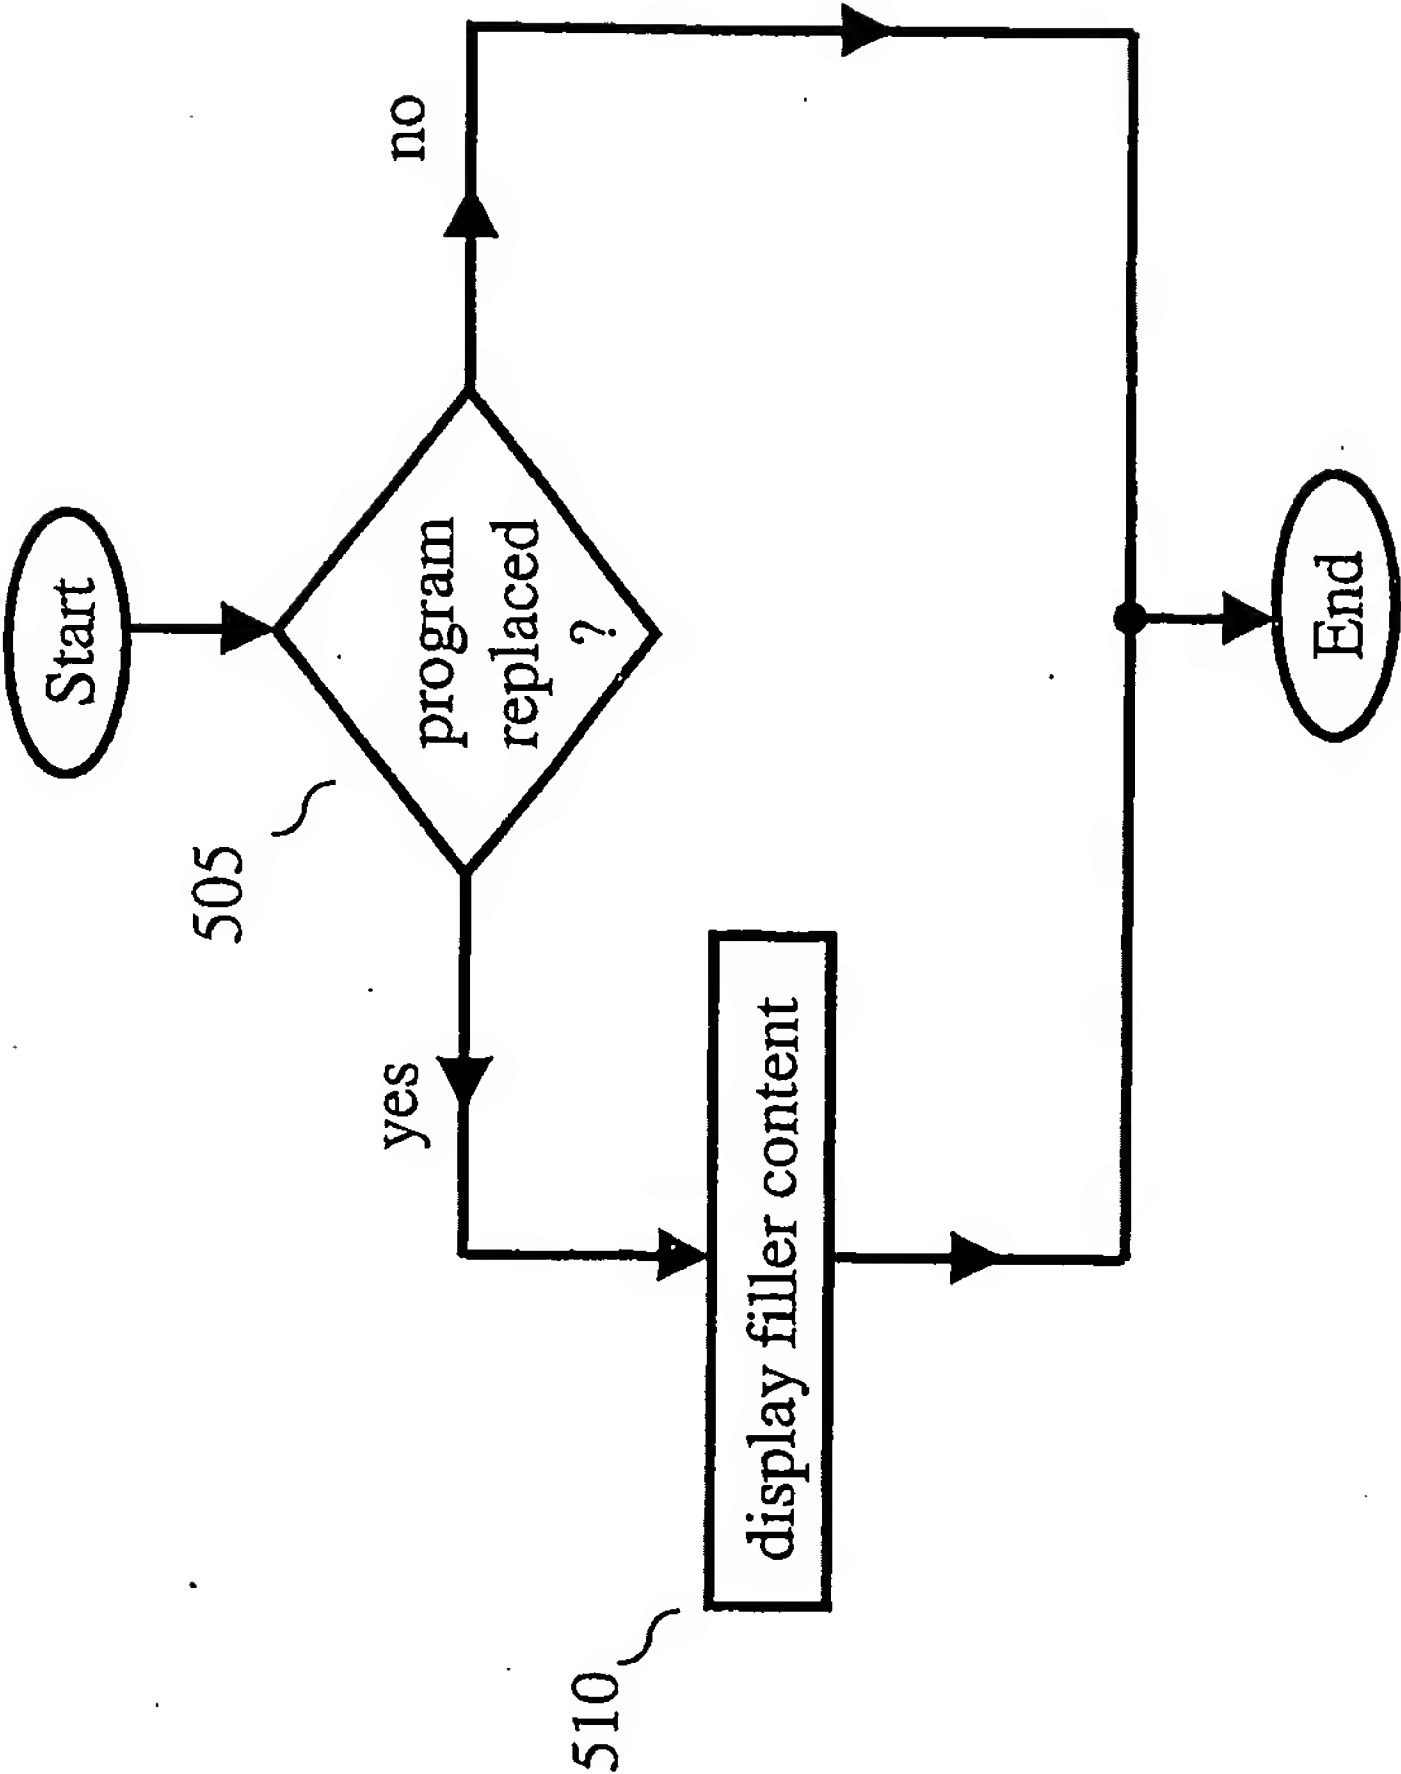 Start
505
program
replaced
?
yes
no
510
display filler content
End